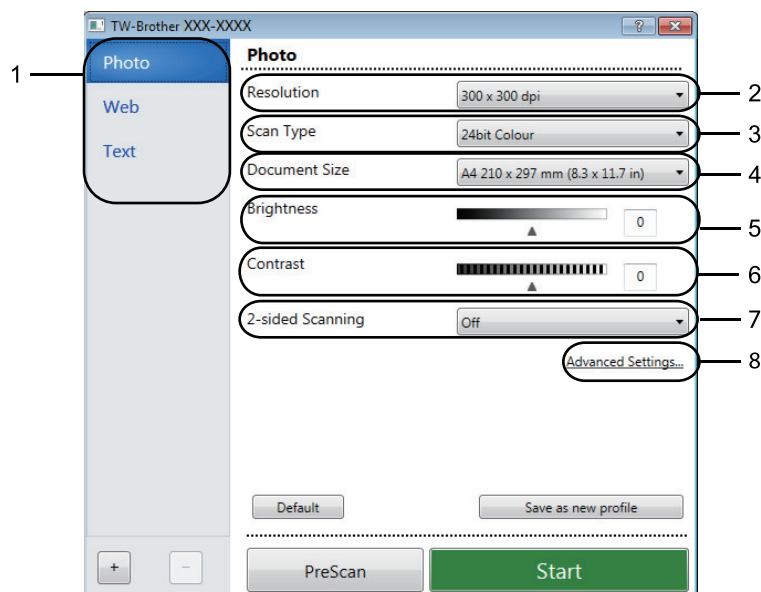 TW-Brother XXX-XXXX
?
Photo
Web
Text
1
Photo
Resolution
300 x 300 dpi
2
Scan Type
24bit Colour
3
Document Size
A4 210 x 297 mm (8.3 x 11.7 in)
4
Brightness
0
5
Contrast
0
6
2-sided Scanning
Off
7
Advanced Settings...
8
Default
Save as new profile
+
-
PreScan
Start